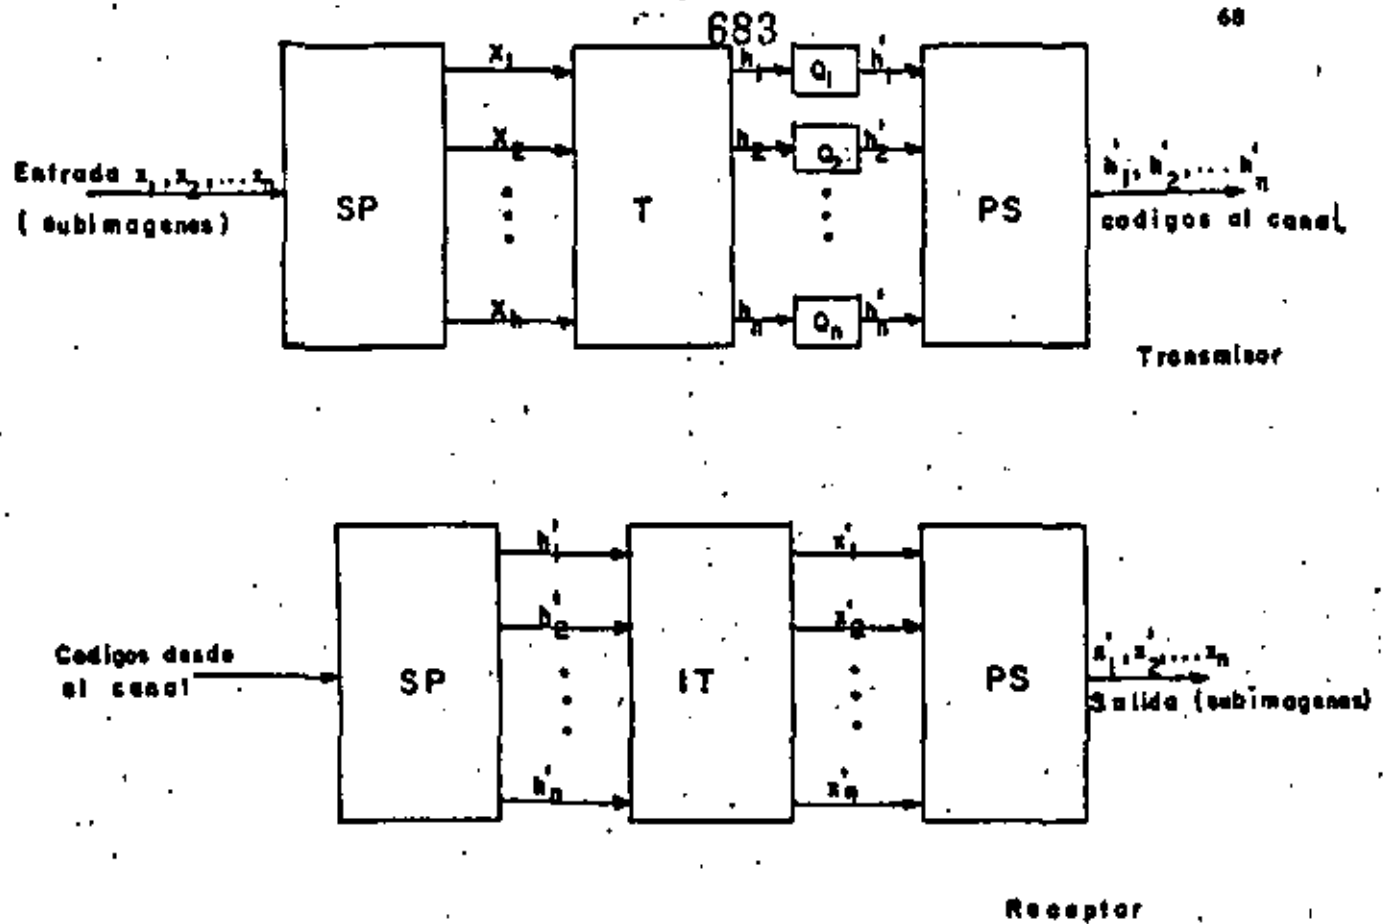 683
68
Entrada x1, x2, ... xn
(subimagenes)
SP
x1
x2
xn
T
h1
h2
hn
Q1
Q2
Qn
h'1
h'2
h'n
PS
h'1, h'2, ... h'n
codigos al canal
Transmisor
Codigos desde
el canal
SP
h'1
h'2
h'n
IT
x'1
x'2
x'n
PS
x'1, x'2, ... xn
Salida (subimagenes)
Receptor